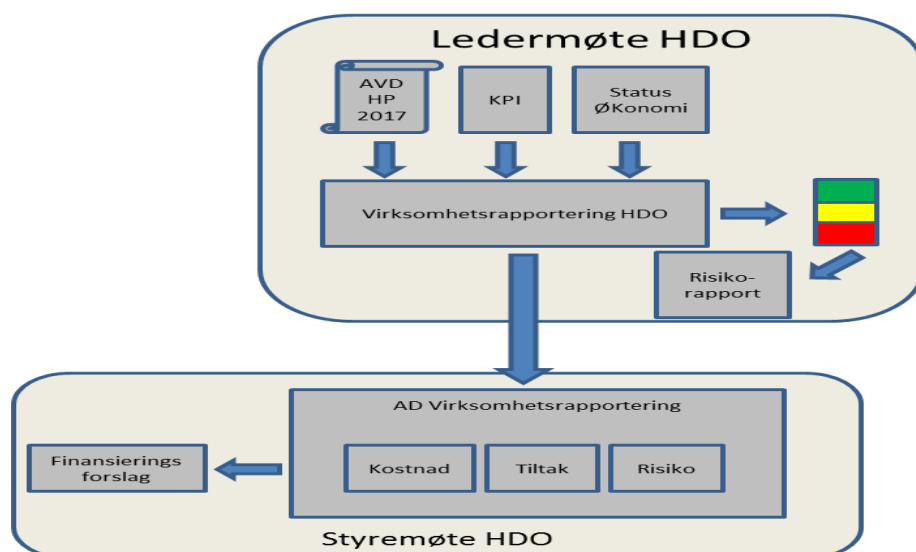 Ledermøte HDO
AVD
HP
2017
KPI
Status
ØKonomi
Virksomhetsrapportering HDO
Risiko-
rapport
AD Virksomhetsrapportering
Finansierings
forslag
Kostnad
Tiltak
Risiko
Styremøte HDO